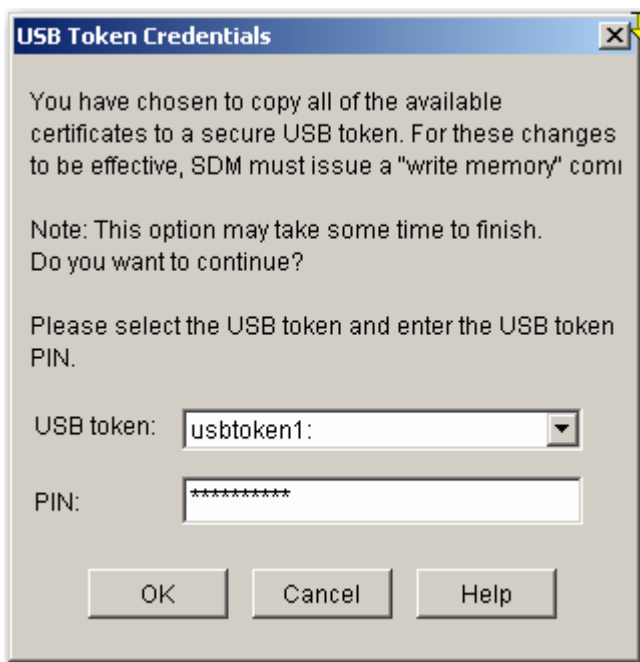 USB Token Credentials
You have chosen to copy all of the available
certificates to a secure USB token. For these changes
to be effective, SDM must issue a "write memory"
Note: This option may take some time to finish.
Do you want to continue?
Please select the USB token and enter the USB token
PIN.
USB token: usbtoken1:
PIN: **********
OK Cancel Help